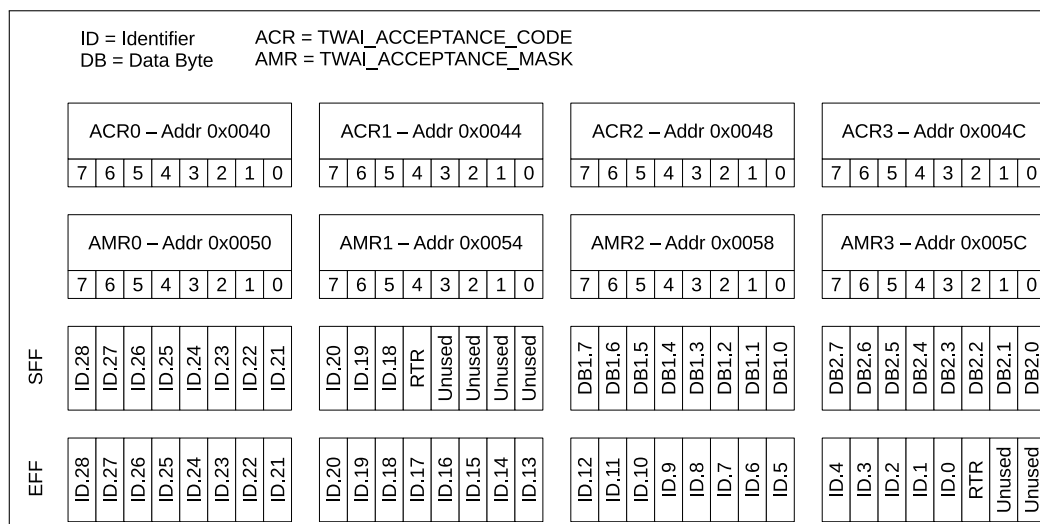 ID = Identifier ACR = TWAI_ACCEPTANCE_CODE
DB = Data Byte AMR = TWAI_ACCEPTANCE_MASK
ACR0 – Addr 0x0040 ACR1 – Addr 0x0044 ACR2 – Addr 0x0048 ACR3 – Addr 0x004C
7 6 5 4 3 2 1 0 7 6 5 4 3 2 1 0 7 6 5 4 3 2 1 0 7 6 5 4 3 2 1 0
AMR0 – Addr 0x0050 AMR1 – Addr 0x0054 AMR2 – Addr 0x0058 AMR3 – Addr 0x005C
7 6 5 4 3 2 1 0 7 6 5 4 3 2 1 0 7 6 5 4 3 2 1 0 7 6 5 4 3 2 1 0
SFF ID.28 ID.27 ID.26 ID.25 ID.24 ID.23 ID.22 ID.21 ID.20 ID.19 ID.18 RTR Unused Unused Unused Unused DB1.7 DB1.6 DB1.5 DB1.4 DB1.3 DB1.2 DB1.1 DB1.0 DB2.7 DB2.6 DB2.5 DB2.4 DB2.3 DB2.2 DB2.1 DB2.0
EFF ID.28 ID.27 ID.26 ID.25 ID.24 ID.23 ID.22 ID.21 ID.20 ID.19 ID.18 ID.17 ID.16 ID.15 ID.14 ID.13 ID.12 ID.11 ID.10 ID.9 ID.8 ID.7 ID.6 ID.5 ID.4 ID.3 ID.2 ID.1 ID.0 RTR Unused Unused